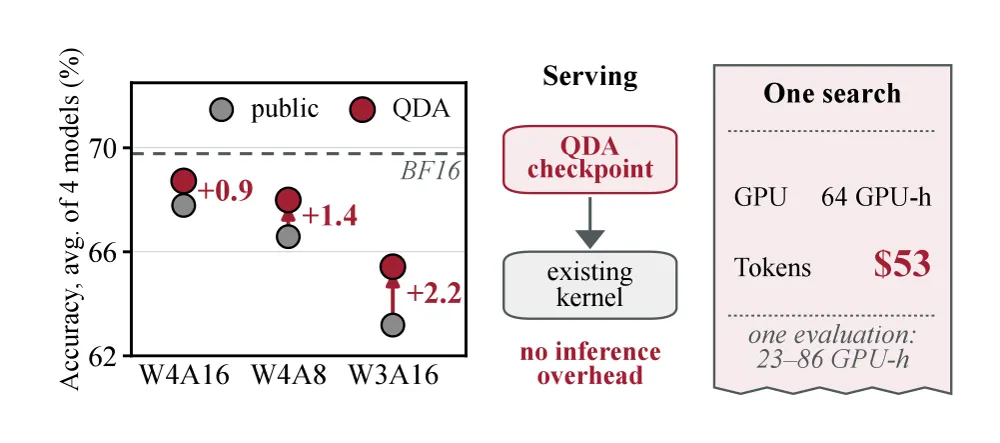 Accuracy, avg. of 4 models (%)
70
66
62
public
QDA
BF16
+0.9
+1.4
+2.2
W4A16
W4A8
W3A16
Serving
QDA
checkpoint
existing
kernel
no inference
overhead
One search
GPU 64 GPU-h
Tokens $53
one evaluation:
23–86 GPU-h